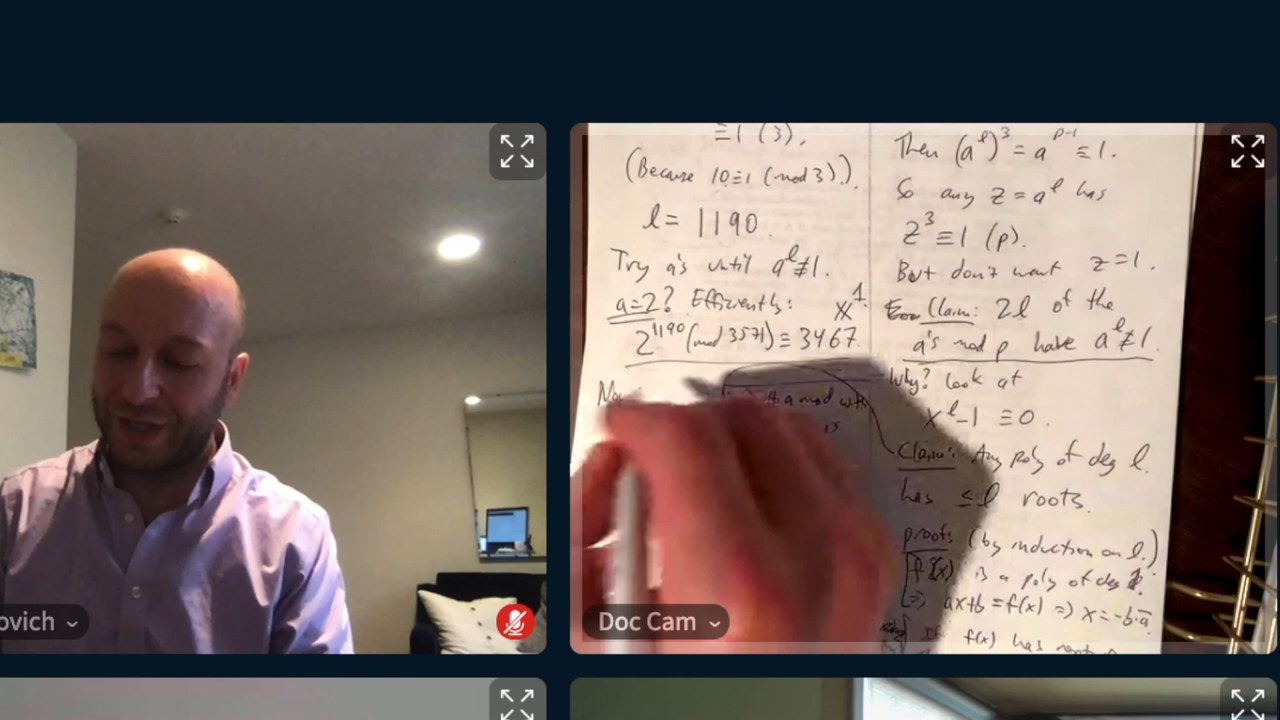 ≡1 (3),
(Because 10≡1 (mod 3)).
l = 1190.
Try a's until a^l≢1.
a=2? Efficiently:
2^1190 (mod 3571) ≡ 3467.
Then (a^l)^3 = a^p-1 ≡1.
So any z = a^l has
z^3 ≡1 (p).
But don't want z=1.
Claim: 2l of the
a's mod p have a^l≢1.
Why? Look at
x^l-1 ≡0.
Claim: Any poly of deg l.
has ≤l roots.
proof: (by induction on l.)
is a poly of deg
=> ax+b = f(x) => x=-b·a
f(x) has
ovich
Doc Cam